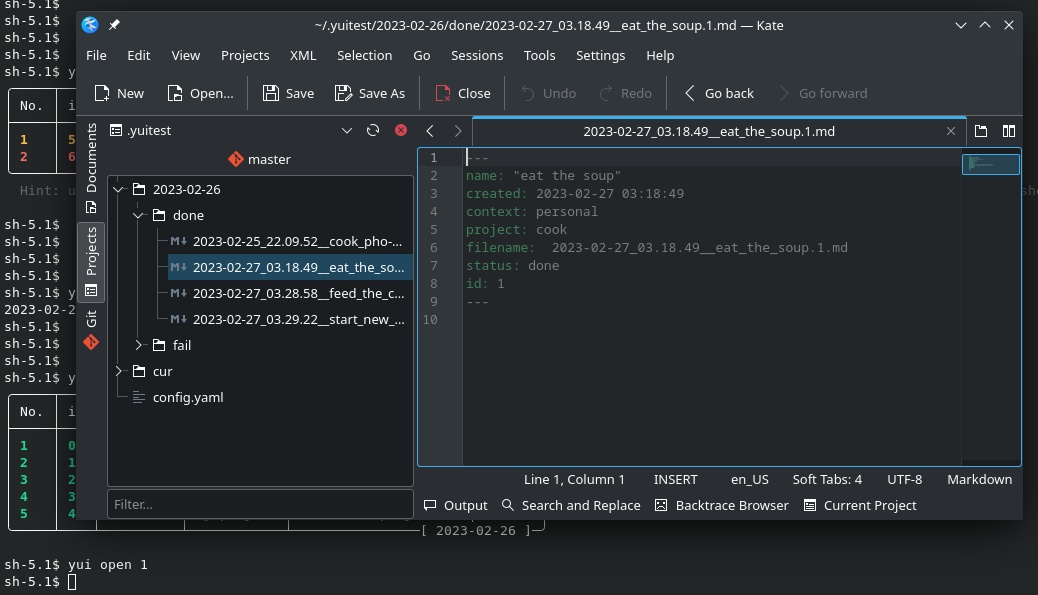 sh-5.1$
sh-5.1$
sh-5.1$
sh-5.1$
sh-5.1$ y
No.
1 5
2 6
Hint: u
sh-5.1$
sh-5.1$
sh-5.1$
sh-5.1$
sh-5.1$ y
2023-02-2
sh-5.1$
sh-5.1$
sh-5.1$
sh-5.1$ y
No.
1 0
2 1
3 2
4 3
5 4
[ 2023-02-26 ]
sh-5.1$ yui open 1
sh-5.1$
~/.yuitest/2023-02-26/done/2023-02-27_03.18.49__eat_the_soup.1.md — Kate
File Edit View Projects XML Selection Go Sessions Tools Settings Help
New Open... Save Save As Close Undo Redo Go back Go forward
Documents
Projects
Git
.yuitest
master
2023-02-26
done
2023-02-25_22.09.52__cook_pho-...
2023-02-27_03.18.49__eat_the_so...
2023-02-27_03.28.58__feed_the_c...
2023-02-27_03.29.22__start_new_...
fail
cur
config.yaml
Filter...
2023-02-27_03.18.49__eat_the_soup.1.md
1 ---
2 name: "eat the soup"
3 created: 2023-02-27 03:18:49
4 context: personal
5 project: cook
6 filename:  2023-02-27_03.18.49__eat_the_soup.1.md
7 status: done
8 id: 1
9 ---
10
Line 1, Column 1 INSERT en_US Soft Tabs: 4 UTF-8 Markdown
Output Search and Replace Backtrace Browser Current Project